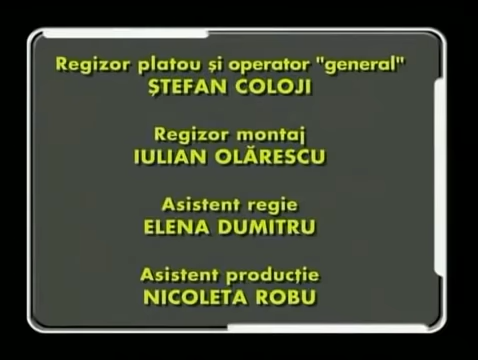 Regizor platou și operator "general"
ȘTEFAN COLOJI
Regizor montaj
IULIAN OLĂRESCU
Asistent regie
ELENA DUMITRU
Asistent producție
NICOLETA ROBU